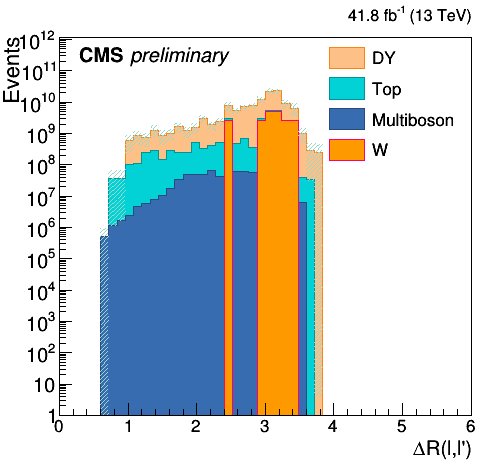 41.8 fb⁻¹ (13 TeV)
Events
CMS preliminary
DY
Top
Multiboson
W
10¹²
10¹¹
10¹⁰
10⁹
10⁸
10⁷
10⁶
10⁵
10⁴
10³
10²
10
1
0 1 2 3 4 5 6
ΔR(l,l')